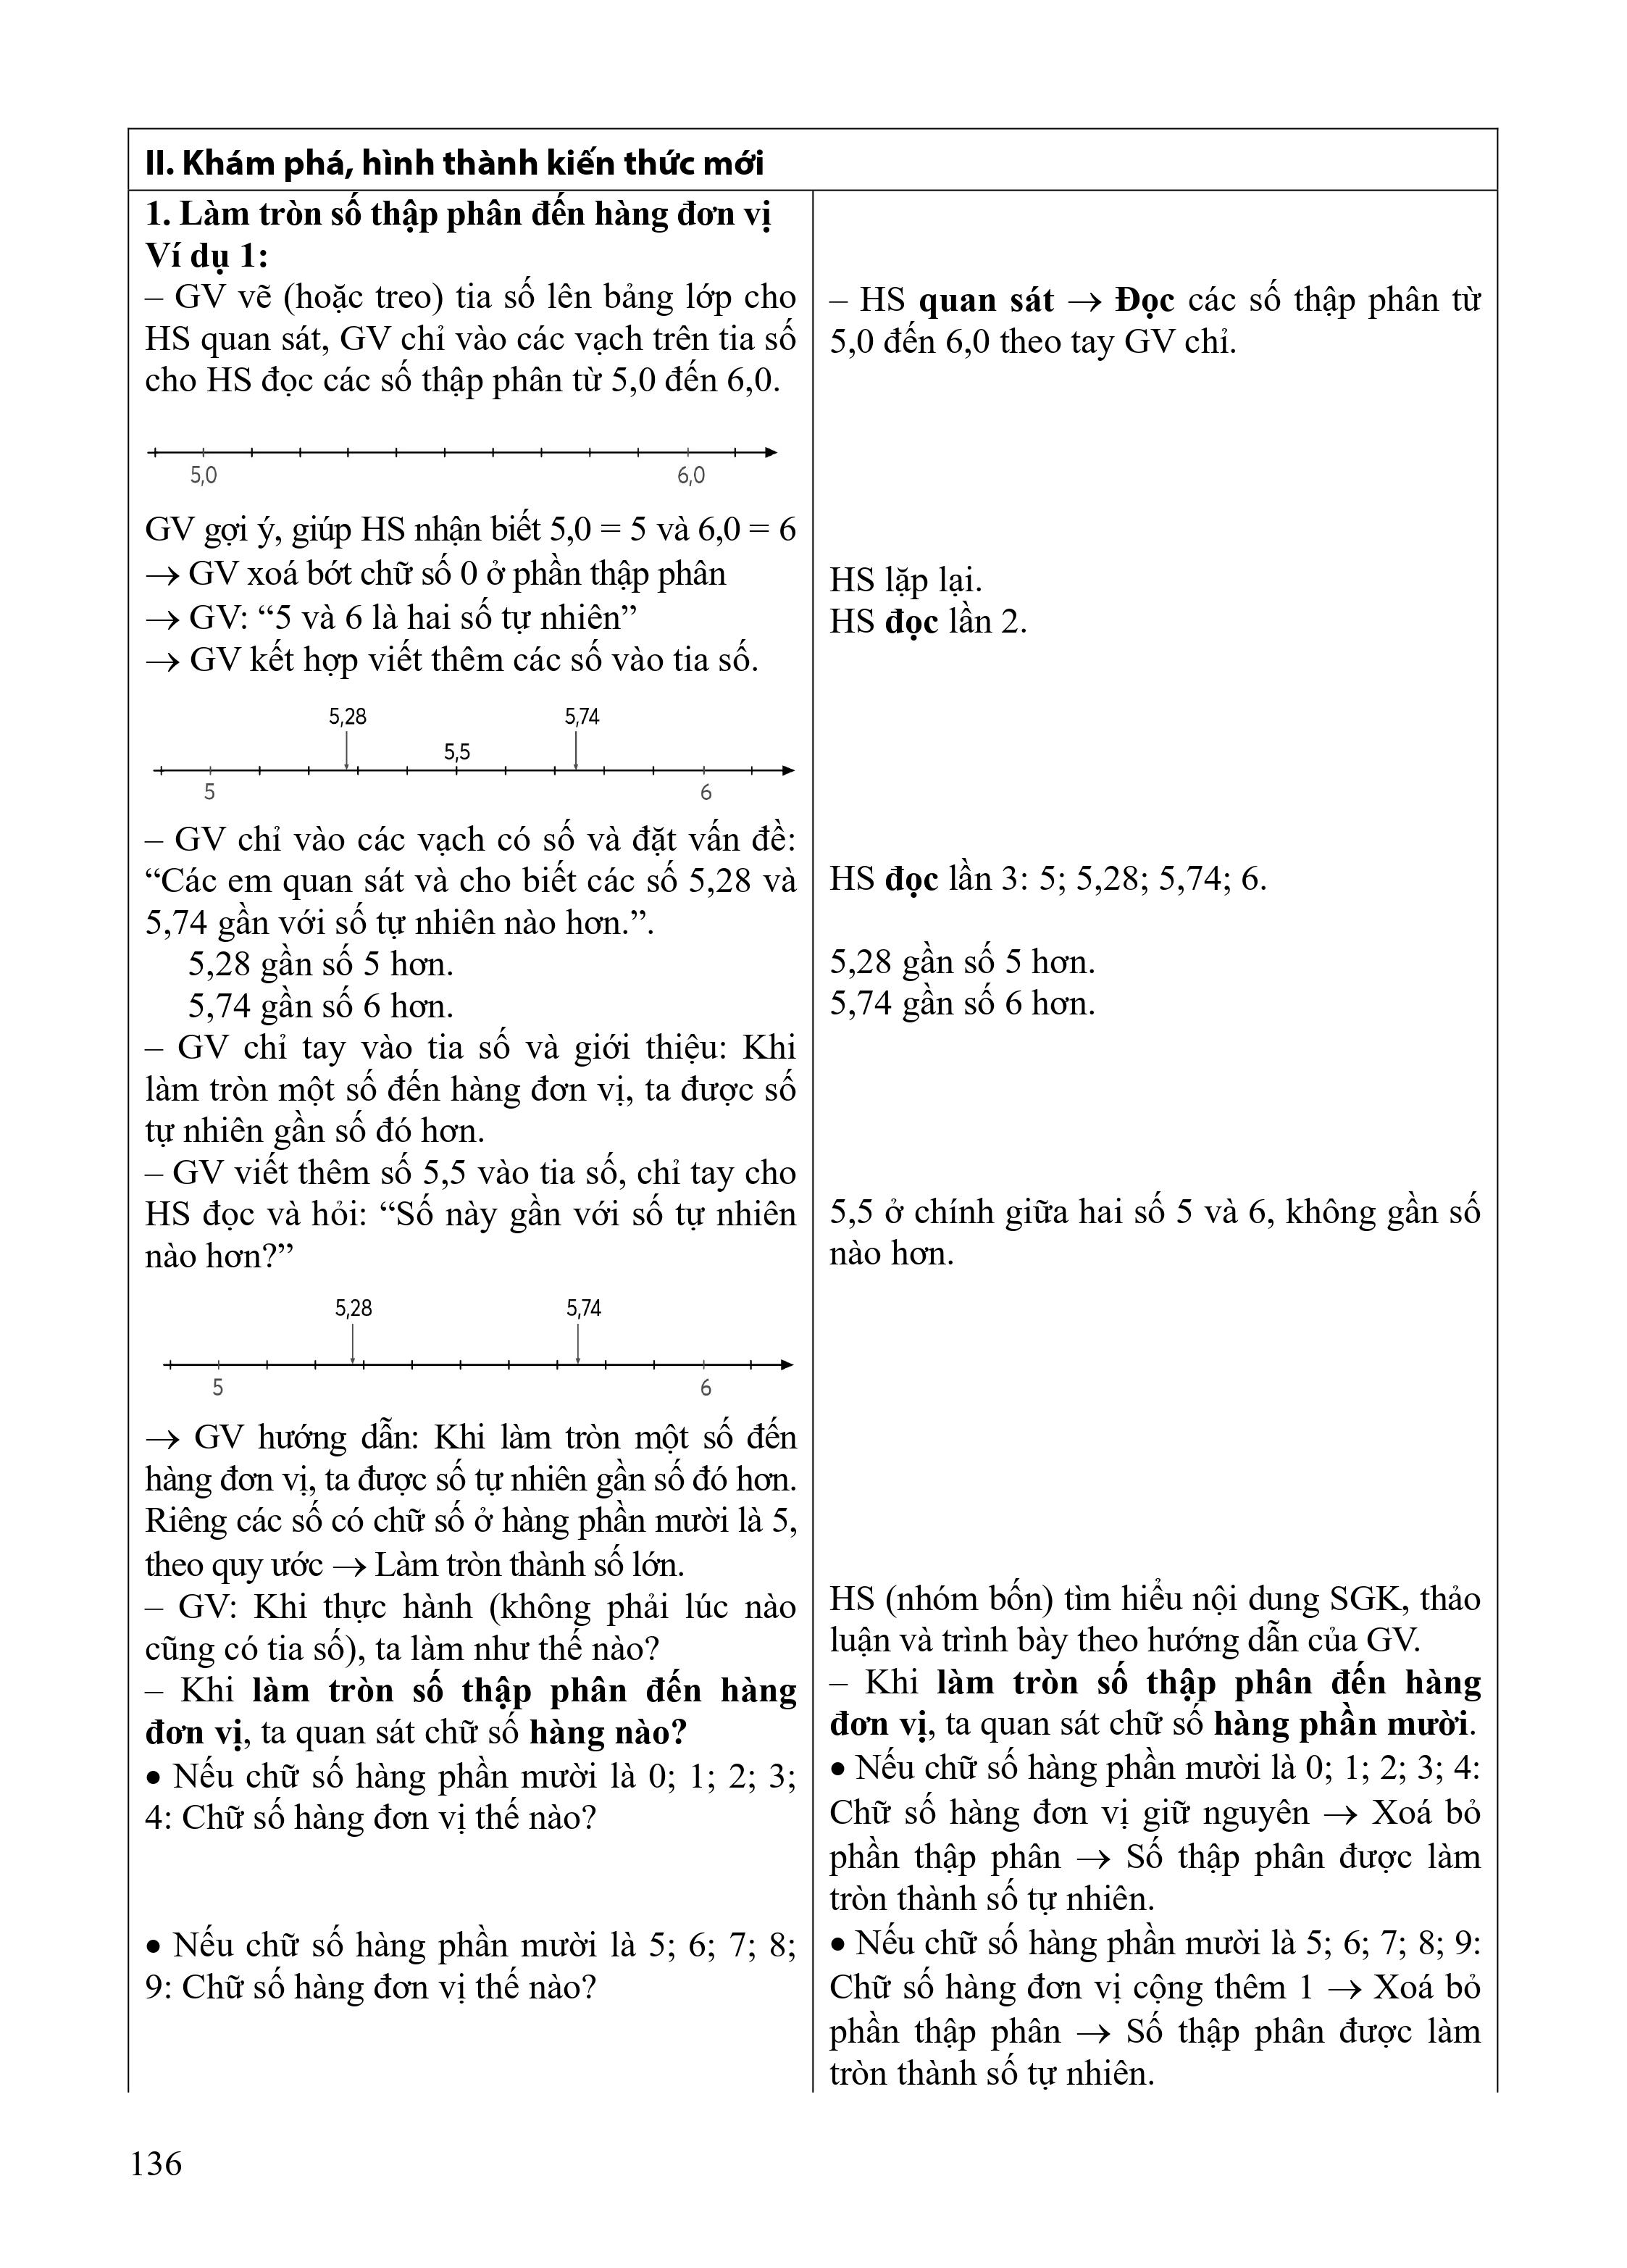 II. Khám phá, hình thành kiến thức mới
1. Làm tròn số thập phân đến hàng đơn vị
Ví dụ 1:
– GV vẽ (hoặc treo) tia số lên bảng lớp cho
HS quan sát, GV chỉ vào các vạch trên tia số
cho HS đọc các số thập phân từ 5,0 đến 6,0.
5,0 6,0
GV gợi ý, giúp HS nhận biết 5,0 = 5 và 6,0 = 6
→ GV xoá bớt chữ số 0 ở phần thập phân
→ GV: “5 và 6 là hai số tự nhiên”
→ GV kết hợp viết thêm các số vào tia số.
5,28 5,74
5,5
5 6
– GV chỉ vào các vạch có số và đặt vấn đề:
“Các em quan sát và cho biết các số 5,28 và
5,74 gần với số tự nhiên nào hơn.”.
5,28 gần số 5 hơn.
5,74 gần số 6 hơn.
– GV chỉ tay vào tia số và giới thiệu: Khi
làm tròn một số đến hàng đơn vị, ta được số
tự nhiên gần số đó hơn.
– GV viết thêm số 5,5 vào tia số, chỉ tay cho
HS đọc và hỏi: “Số này gần với số tự nhiên
nào hơn?”
5,28 5,74
5 6
→ GV hướng dẫn: Khi làm tròn một số đến
hàng đơn vị, ta được số tự nhiên gần số đó hơn.
Riêng các số có chữ số ở hàng phần mười là 5,
theo quy ước → Làm tròn thành số lớn.
– GV: Khi thực hành (không phải lúc nào
cũng có tia số), ta làm như thế nào?
– Khi làm tròn số thập phân đến hàng
đơn vị, ta quan sát chữ số hàng nào?
• Nếu chữ số hàng phần mười là 0; 1; 2; 3;
4: Chữ số hàng đơn vị thế nào?
• Nếu chữ số hàng phần mười là 5; 6; 7; 8;
9: Chữ số hàng đơn vị thế nào?
– HS quan sát → Đọc các số thập phân từ
5,0 đến 6,0 theo tay GV chỉ.
HS lặp lại.
HS đọc lần 2.
HS đọc lần 3: 5; 5,28; 5,74; 6.
5,28 gần số 5 hơn.
5,74 gần số 6 hơn.
5,5 ở chính giữa hai số 5 và 6, không gần số
nào hơn.
HS (nhóm bốn) tìm hiểu nội dung SGK, thảo
luận và trình bày theo hướng dẫn của GV.
– Khi làm tròn số thập phân đến hàng
đơn vị, ta quan sát chữ số hàng phần mười.
• Nếu chữ số hàng phần mười là 0; 1; 2; 3; 4:
Chữ số hàng đơn vị giữ nguyên → Xoá bỏ
phần thập phân → Số thập phân được làm
tròn thành số tự nhiên.
• Nếu chữ số hàng phần mười là 5; 6; 7; 8; 9:
Chữ số hàng đơn vị cộng thêm 1 → Xoá bỏ
phần thập phân → Số thập phân được làm
tròn thành số tự nhiên.
136